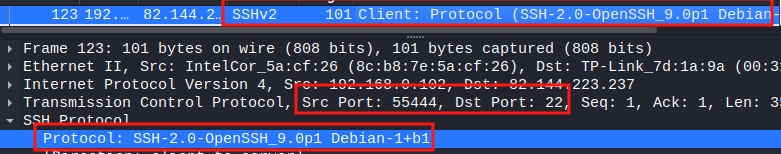 123 192.… 82.144.2… SSHv2 101 Client: Protocol (SSH-2.0-OpenSSH_9.0p1 Debian-
Frame 123: 101 bytes on wire (808 bits), 101 bytes captured (808 bits)
Ethernet II, Src: IntelCor_5a:cf:26 (8c:b8:7e:5a:cf:26), Dst: TP-Link_7d:1a:9a (00:31
Internet Protocol Version 4, Src: 192.168.0.102, Dst: 82.144.223.237
Transmission Control Protocol, Src Port: 55444, Dst Port: 22, Seq: 1, Ack: 1, Len: 35
SSH Protocol
Protocol: SSH-2.0-OpenSSH_9.0p1 Debian-1+b1